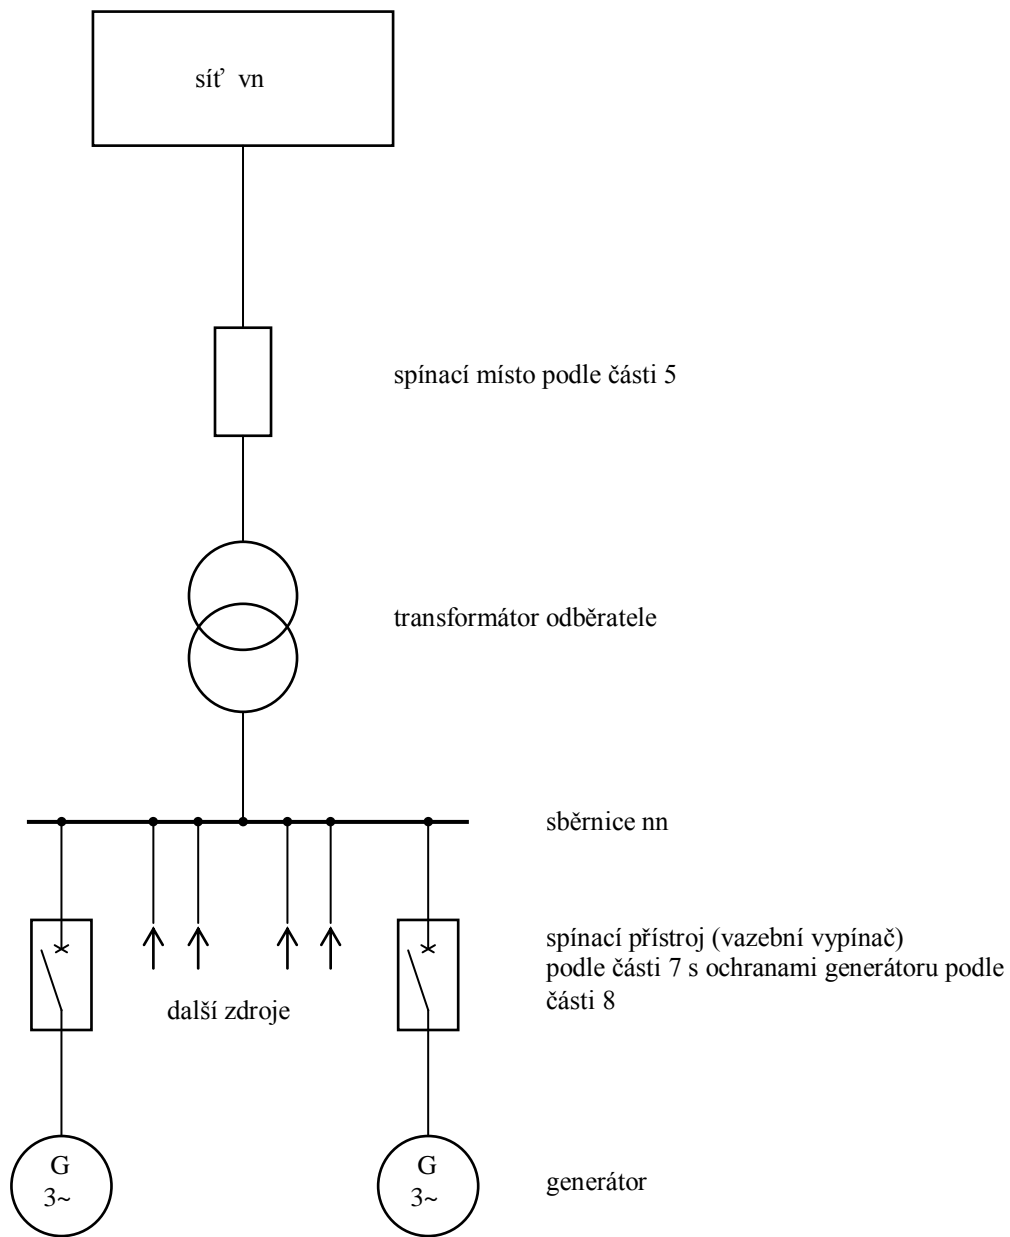 síť vn
spínací místo podle části 5
transformátor odběratele
sběrnice nn
spínací přístroj (vazební vypínač)
podle části 7 s ochranami generátoru podle
části 8
další zdroje
G
3~
G
3~
generátor